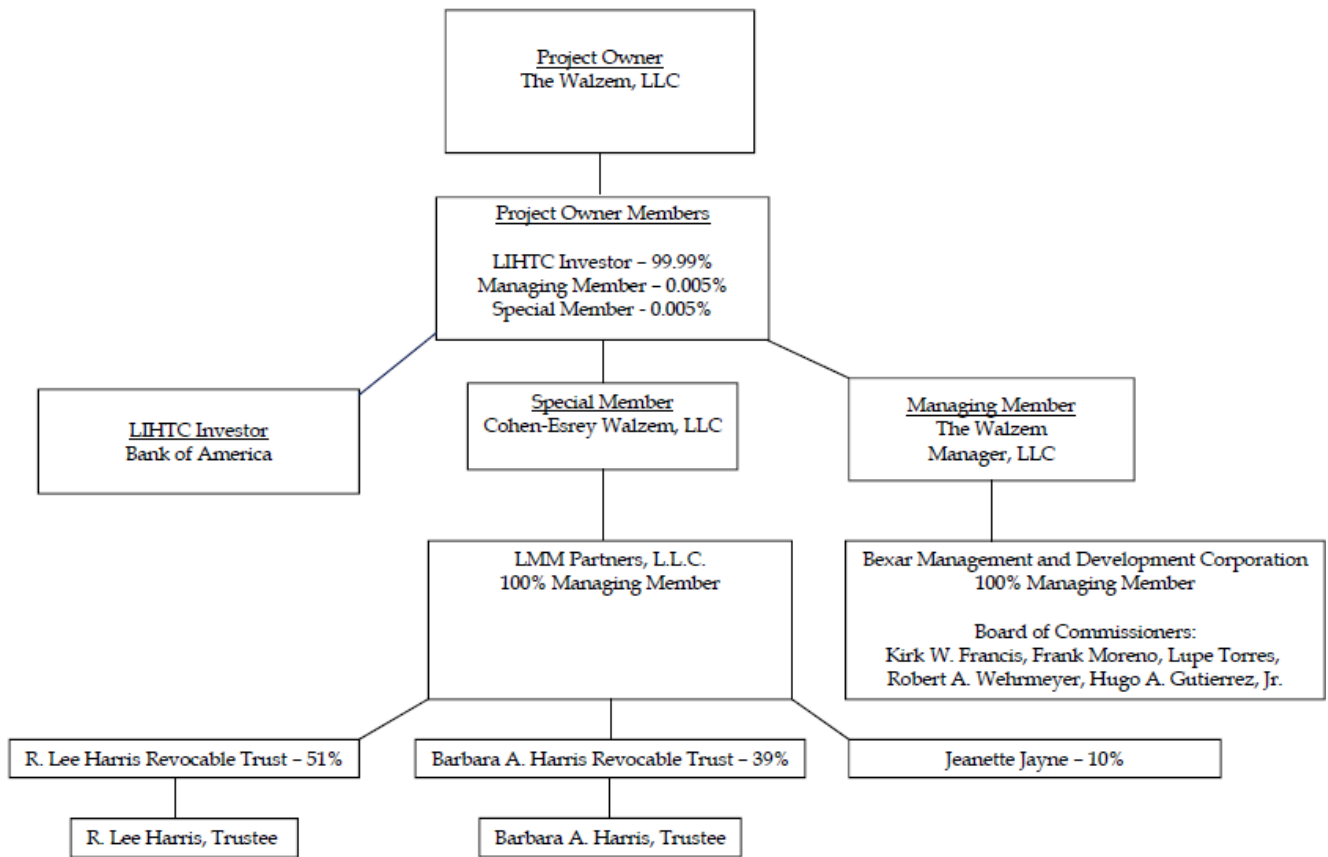 Project Owner
The Walzem, LLC
Project Owner Members
LIHTC Investor – 99.99%
Managing Member – 0.005%
Special Member - 0.005%
LIHTC Investor
Bank of America
Special Member
Cohen-Esrey Walzem, LLC
Managing Member
The Walzem
Manager, LLC
LMM Partners, L.L.C.
100% Managing Member
Bexar Management and Development Corporation
100% Managing Member
Board of Commissioners:
Kirk W. Francis, Frank Moreno, Lupe Torres,
Robert A. Wehrmeyer, Hugo A. Gutierrez, Jr.
R. Lee Harris Revocable Trust – 51%
Barbara A. Harris Revocable Trust – 39%
Jeanette Jayne – 10%
R. Lee Harris, Trustee
Barbara A. Harris, Trustee